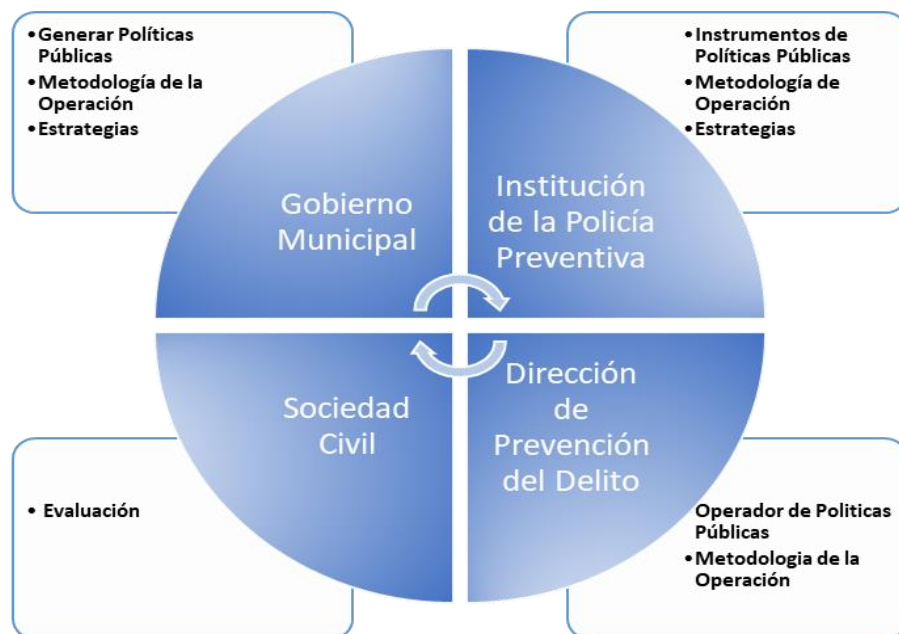 •Generar Políticas
Públicas
•Metodología de la
Operación
•Estrategias
•Instrumentos de
Políticas Públicas
•Metodología de
Operación
•Estrategias
Gobierno
Municipal
Institución
de la Policía
Preventiva
Sociedad
Civil
Dirección
de
Prevención
del Delito
• Evaluación
Operador de Politicas
Públicas
•Metodologia de la
Operación